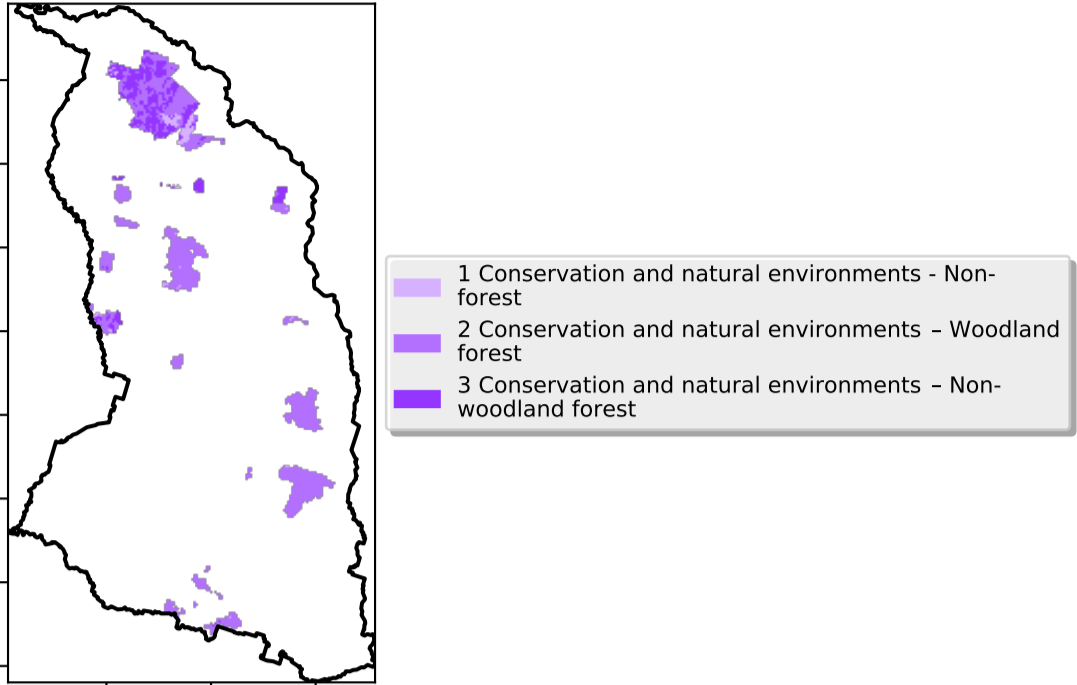 1 Conservation and natural environments - Non-
forest
2 Conservation and natural environments – Woodland
forest
3 Conservation and natural environments – Non-
woodland forest